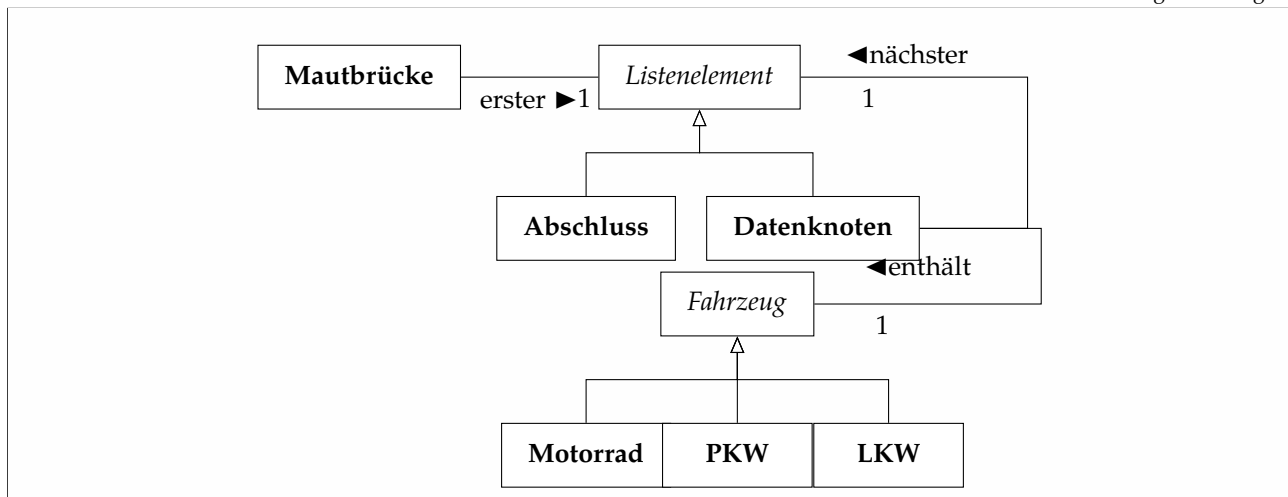 Mautbrücke
Listenelement
◄nächster
erster ►1
1
Abschluss
Datenknoten
◄enthält
Fahrzeug
1
Motorrad
PKW
LKW